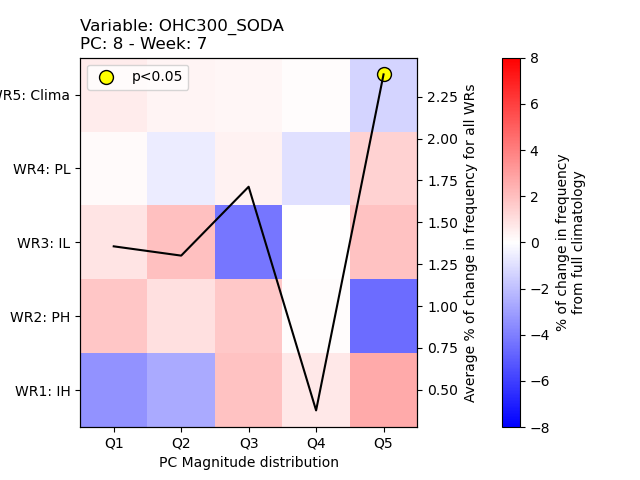 Variable: OHC300_SODA
PC: 8 - Week: 7
p<0.05
WR5: Clima
WR4: PL
WR3: IL
WR2: PH
WR1: IH
Q1 Q2 Q3 Q4 Q5
PC Magnitude distribution
2.25
2.00
1.75
1.50
1.25
1.00
0.75
0.50
Average % of change in frequency for all WRs
8
6
4
2
0
−2
−4
−6
−8
% of change in frequency
from full climatology